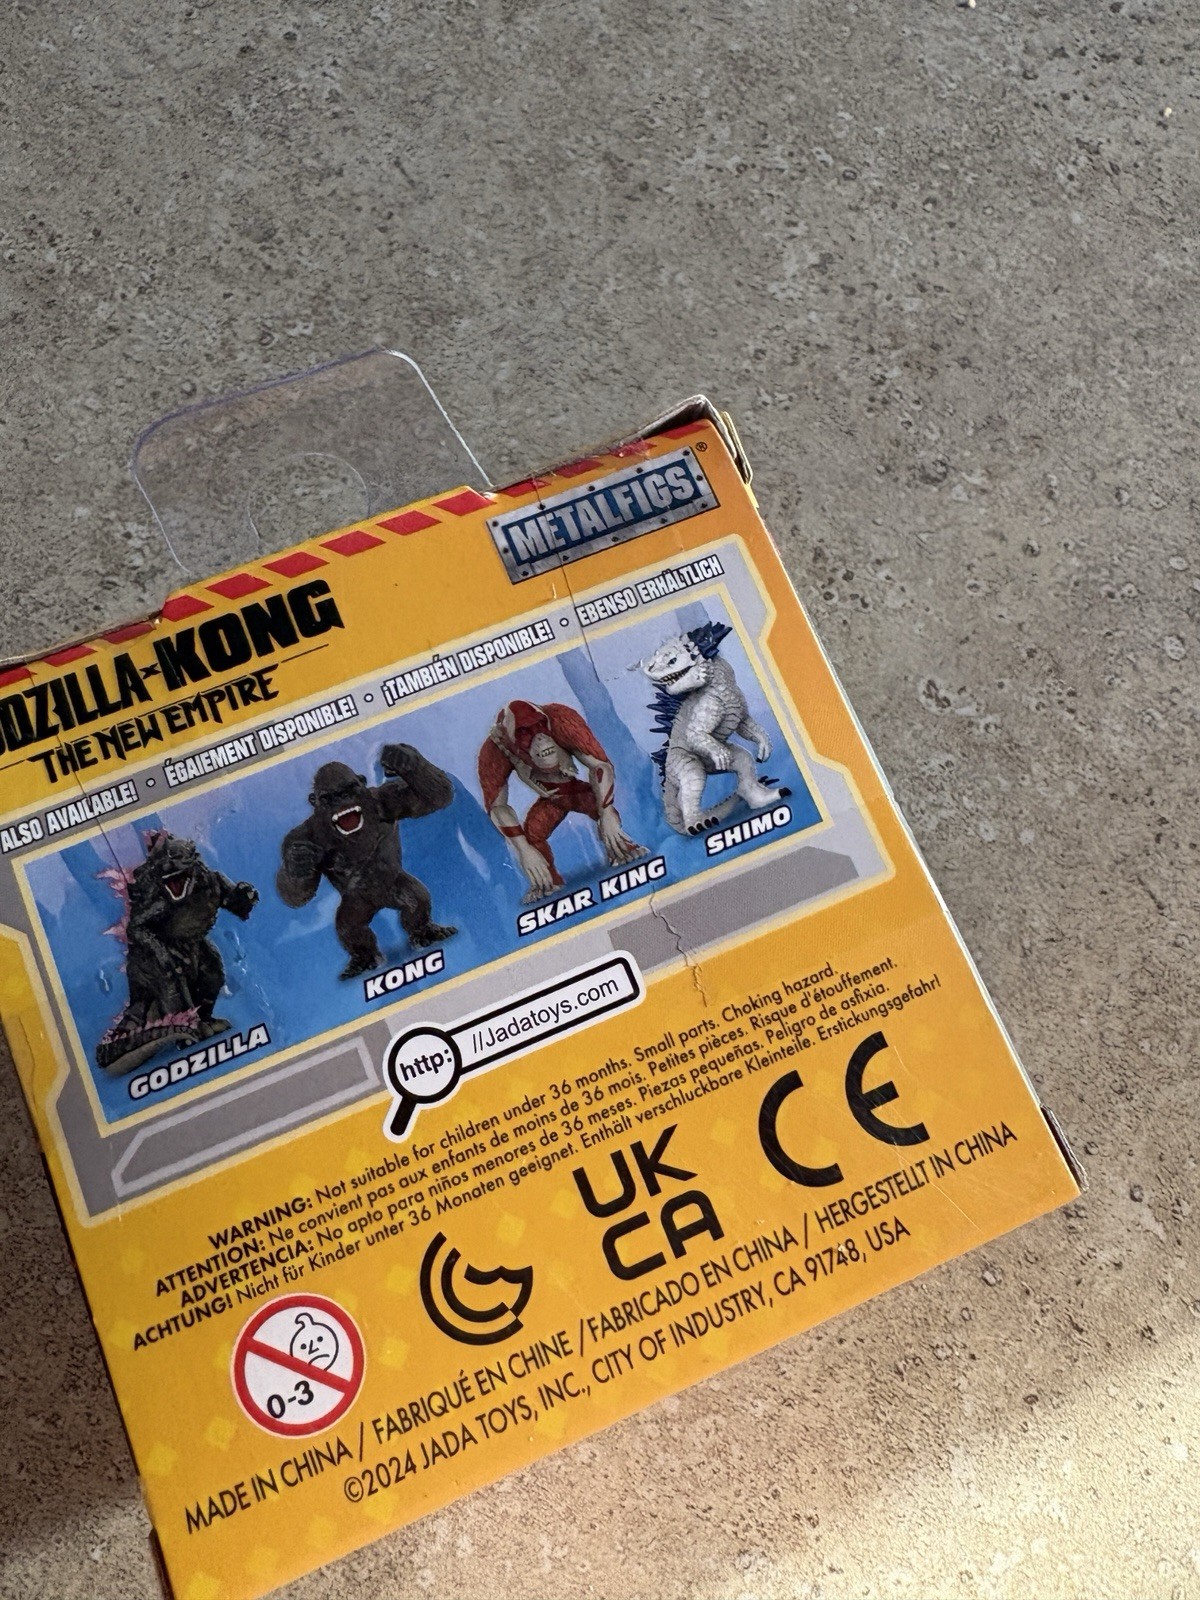 METALFIGS®
DZILLA x KONG
THE NEW EMPIRE
ALSO AVAILABLE! • ÉGAIEMENT DISPONIBLE! • ¡TAMBIÉN DISPONIBLE! • EBENSO ERHÄLTLICH
GODZILLA
KONG
SKAR KING
SHIMO
http: //Jadatoys.com
WARNING: Not suitable for children under 36 months. Small parts. Choking hazard.
ATTENTION: Ne convient pas aux enfants de moins de 36 mois. Petites pièces. Risque d'étouffement.
ADVERTENCIA: No apto para niños menores de 36 meses. Piezas pequeñas. Peligro de asfixia.
ACHTUNG! Nicht für Kinder unter 36 Monaten geeignet. Enthält verschluckbare Kleinteile. Erstickungsgefahr!
0-3
UK
CA
CE
MADE IN CHINA / FABRIQUÉ EN CHINE / FABRICADO EN CHINA / HERGESTELLT IN CHINA
©2024 JADA TOYS, INC., CITY OF INDUSTRY, CA 91748, USA